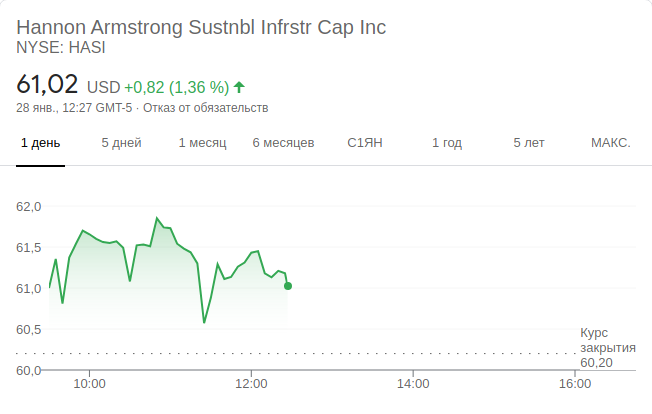 Hannon Armstrong Sustnbl Infrstr Cap Inc
NYSE: HASI
61,02 USD +0,82 (1,36 %)
28 янв., 12:27 GMT-5 · Отказ от обязательств
1 день 5 дней 1 месяц 6 месяцев С1ЯН 1 год 5 лет МАКС.
62,0
61,5
61,0
60,5
60,0
Курс
закрытия
60,20
10:00 12:00 14:00 16:00